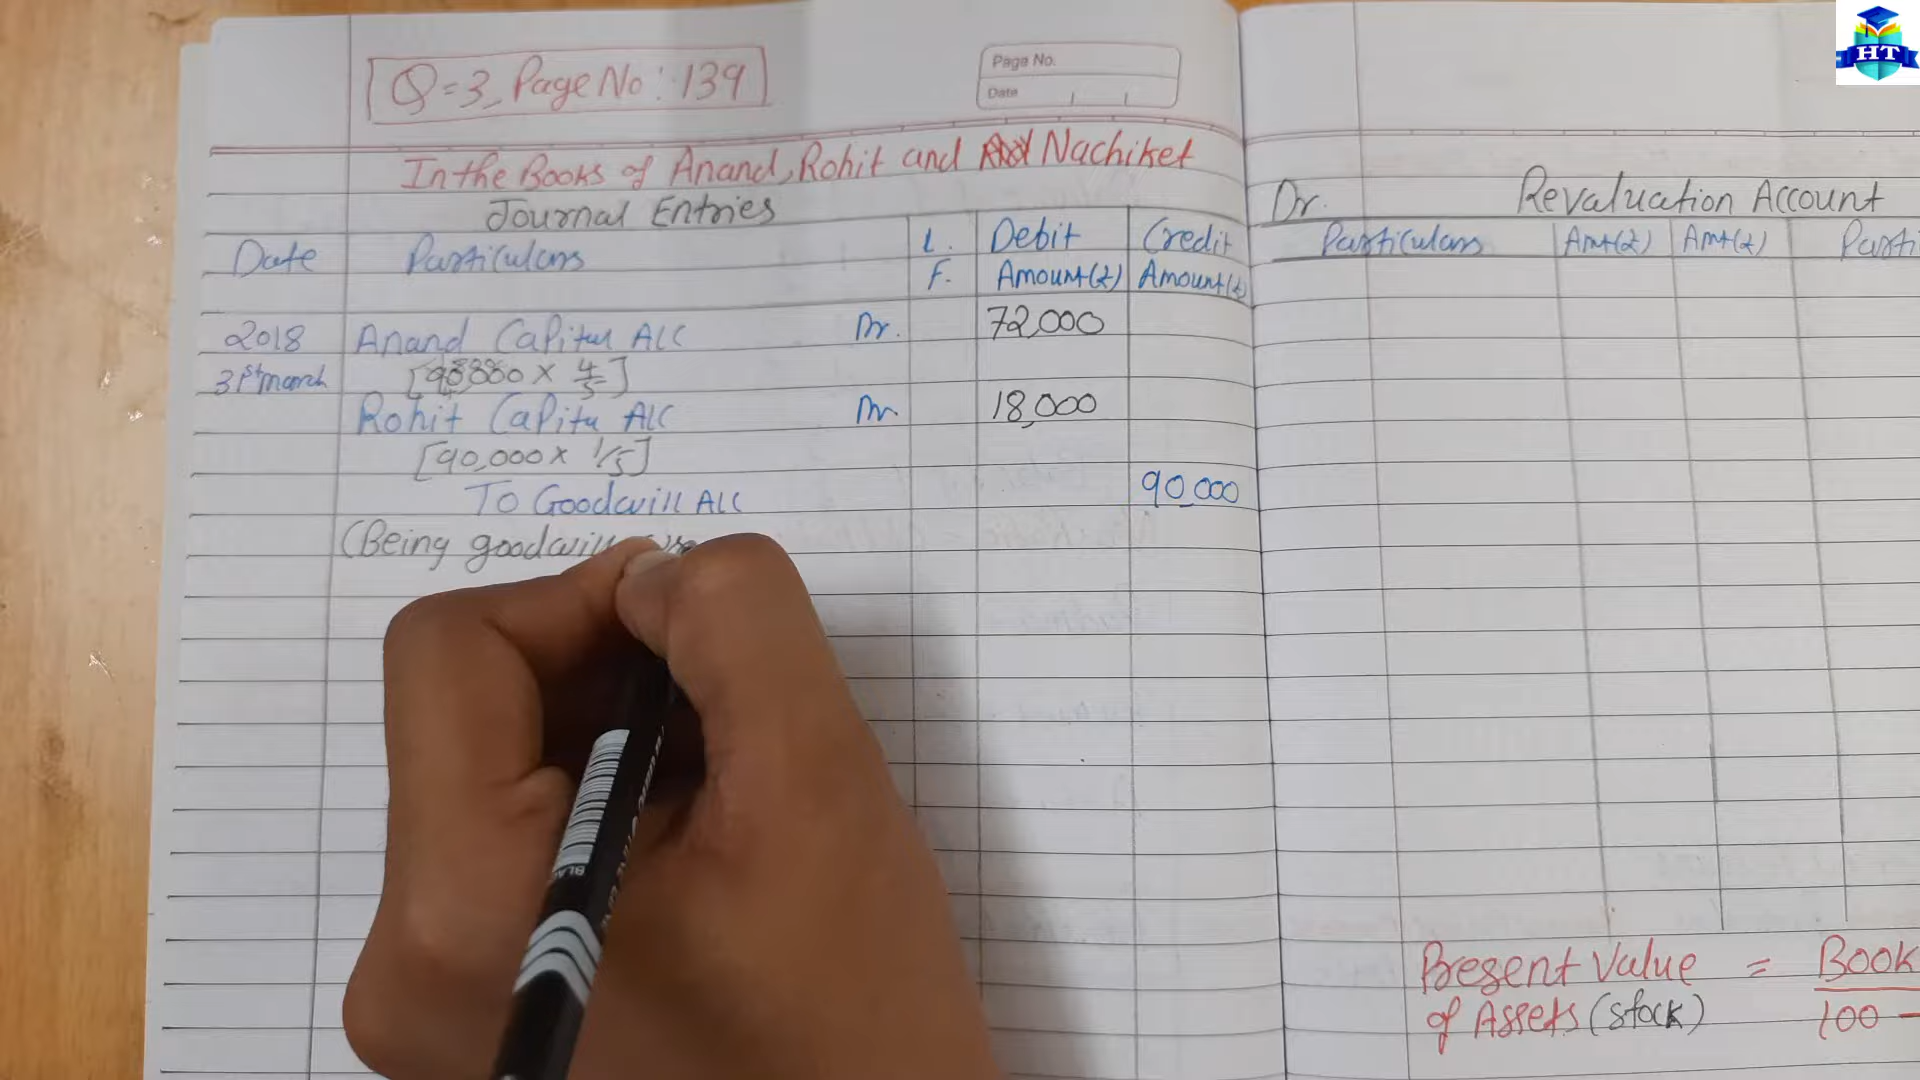 HT
Q=3, Page No: 139
Page No.
Date
In the Books of Anand, Rohit and Nachiket
Journal Entries
Date Particulars L. F. Debit Amount(₹) Credit Amount(₹)
2018 Anand Capital A/C Dr. 72,000
31st march [90,000 × 4/5]
Rohit Capital A/C Dr. 18,000
[90,000 × 1/5]
To Goodwill A/C 90,000
(Being goodwill
Dr. Revaluation Account
Particulars Amt(₹) Amt(₹) Parti
Present Value = Book
of Assets (stock) 100 -